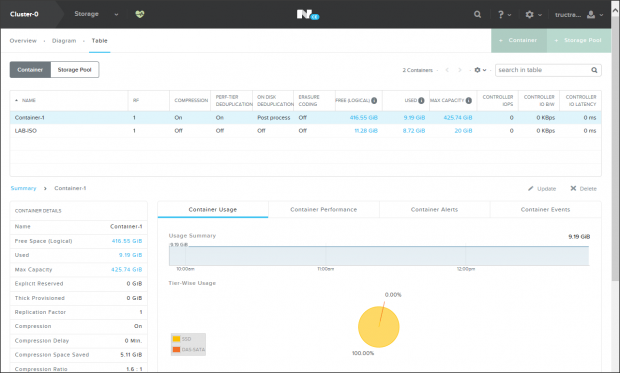 Cluster-0 Storage N CE ? tructre...
Overview · Diagram · Table + Container + Storage Pool
Container Storage Pool 2 Containers search in table
NAME RF COMPRESSION PERF-TIER DEDUPLICATION ON DISK DEDUPLICATION ERASURE CODING FREE (LOGICAL) USED MAX CAPACITY CONTROLLER IOPS CONTROLLER IO B/W CONTROLLER IO LATENCY
Container-1 1 On On Post process Off 416.55 GiB 9.19 GiB 425.74 GiB 0 0 KBps 0 ms
LAB-ISO 1 Off Off Off Off 11.28 GiB 8.72 GiB 20 GiB 0 0 KBps 0 ms
Summary > Container-1 Update Delete
CONTAINER DETAILS
Name Container-1
Free Space (Logical) 416.55 GiB
Used 9.19 GiB
Max Capacity 425.74 GiB
Explicit Reserved 0 GiB
Thick Provisioned 0 GiB
Replication Factor 1
Compression On
Compression Delay 0 Min.
Compression Space Saved 5.11 GiB
Compression Ratio 1.6 : 1
Container Usage Container Performance Container Alerts Container Events
Usage Summary 9.19 GiB
9.19 GiB
10:00am 11:00am 12:00pm
Tier-Wise Usage
0.00%
SSD
DAS-SATA
100.00%